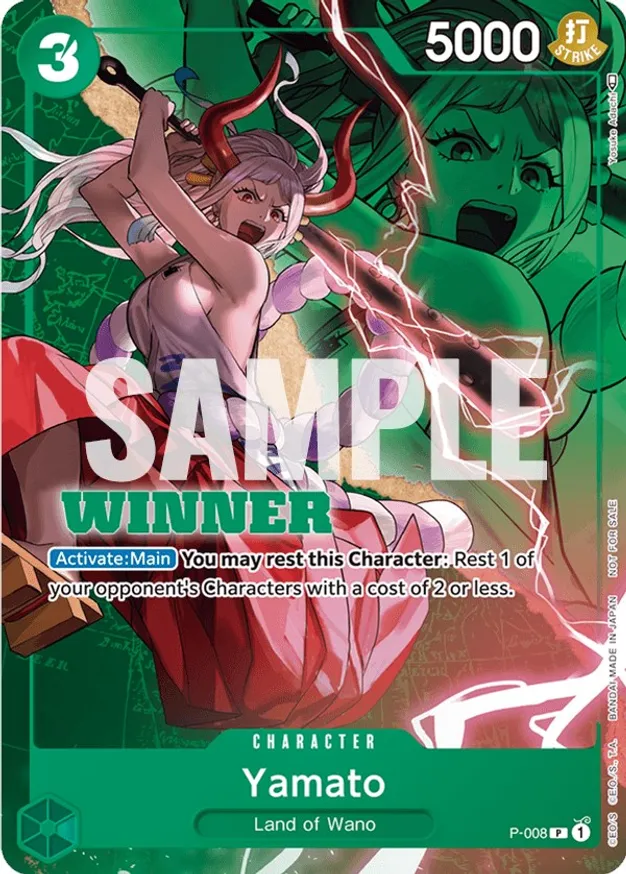 3
5000
打
STRIKE
Yosuke Adachi
SAMPLE
WINNER
Activate:Main You may rest this Character: Rest 1 of
your opponent's Characters with a cost of 2 or less.
CHARACTER
Yamato
Land of Wano
P-008 P 1
©E.O/S ©E.O./S., T.A. BANDAI,MADE IN JAPAN NOT FOR SALE